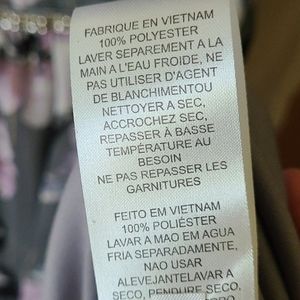 FABRIQUE EN VIETNAM
100% POLYESTER
LAVER SEPAREMENT A LA
MAIN A L'EAU FROIDE, NE
PAS UTILISER D'AGENT
DE BLANCHIMENTOU
NETTOYER A SEC,
ACCROCHEZ SEC,
REPASSER À BASSE
TEMPÉRATURE AU
BESOIN
NE PAS REPASSER LES
GARNITURES
FEITO EM VIETNAM
100% POLIÉSTER
LAVAR A MAO EM AGUA
FRIA SEPARADAMENTE,
NAO USAR
ALEVEJANTELAVAR A
SECO, PENDURE SECO,